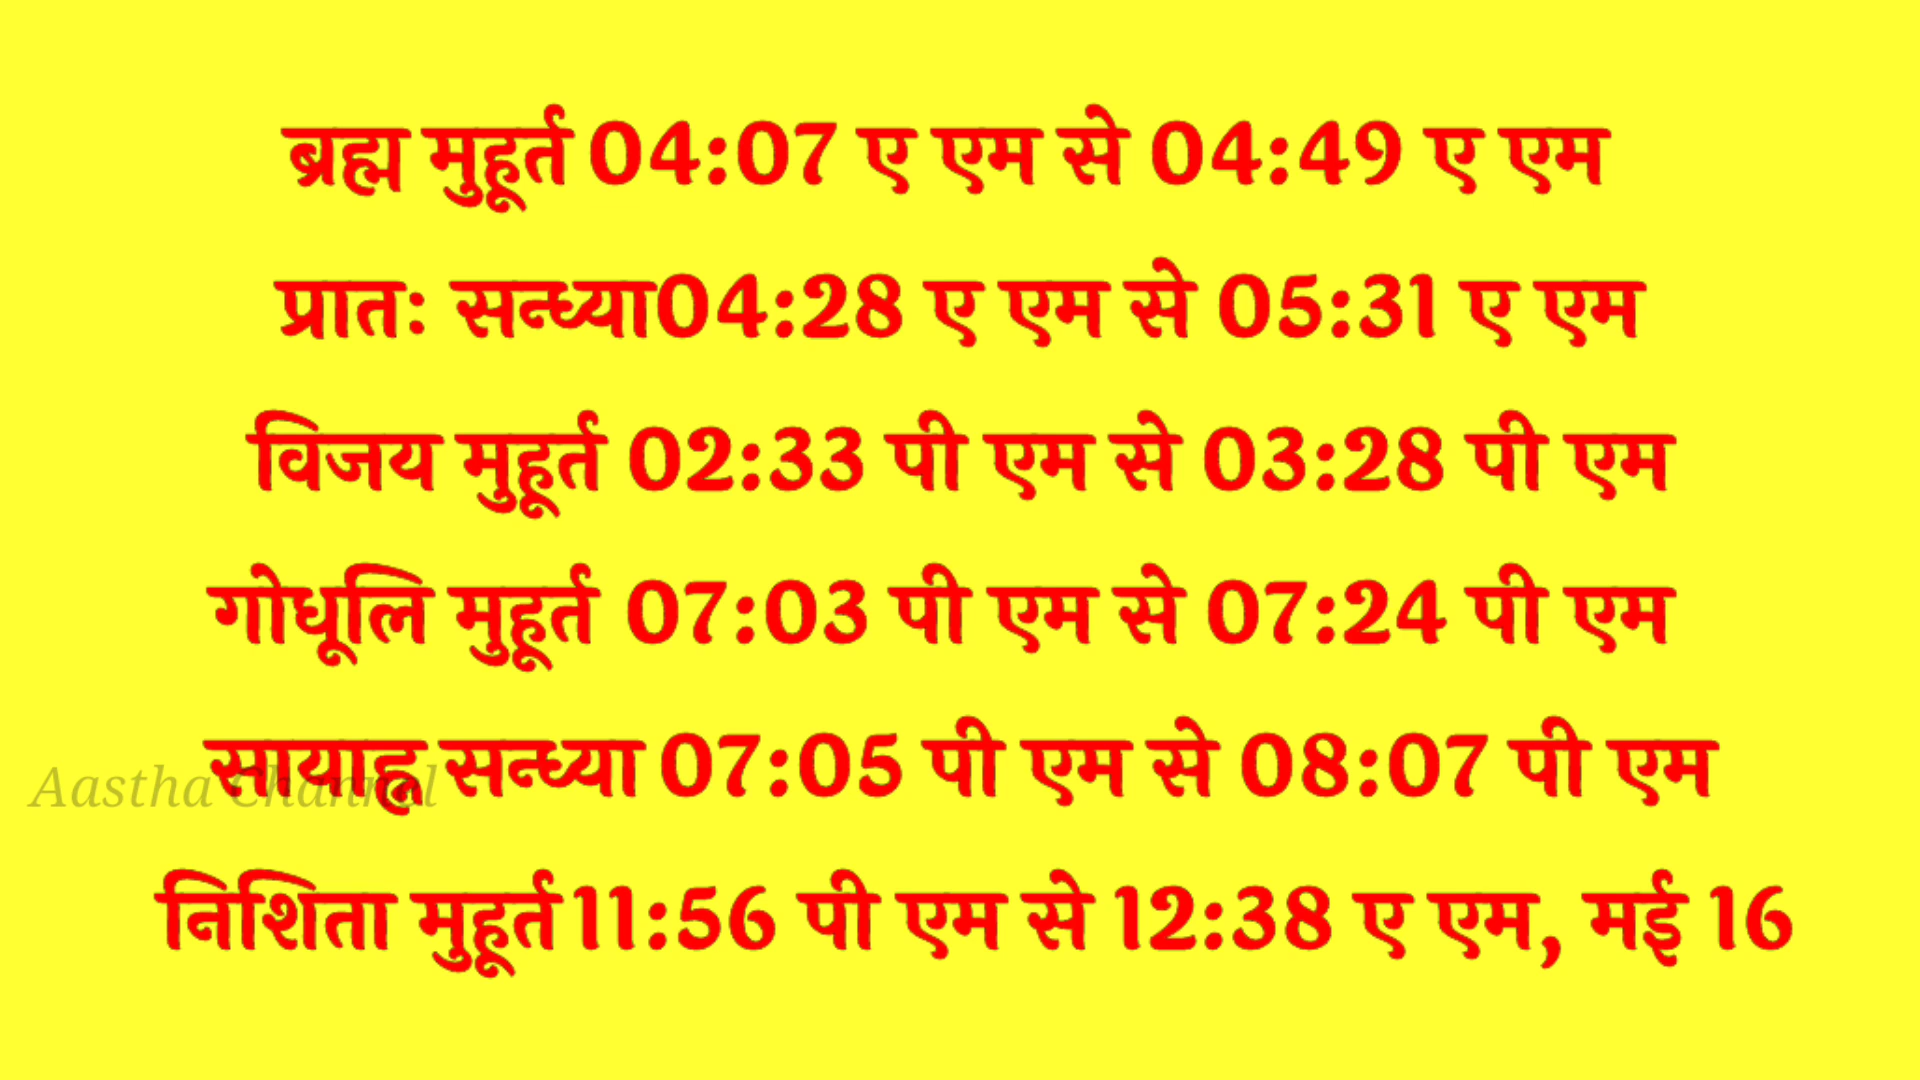 ब्रह्म मुहूर्त 04:07 ए एम से 04:49 ए एम
प्रातः सन्ध्या04:28 ए एम से 05:31 ए एम
विजय मुहूर्त 02:33 पी एम से 03:28 पी एम
गोधूलि मुहूर्त 07:03 पी एम से 07:24 पी एम
सायाह्न सन्ध्या 07:05 पी एम से 08:07 पी एम
Aastha Channel
निशिता मुहूर्त 11:56 पी एम से 12:38 ए एम, मई 16